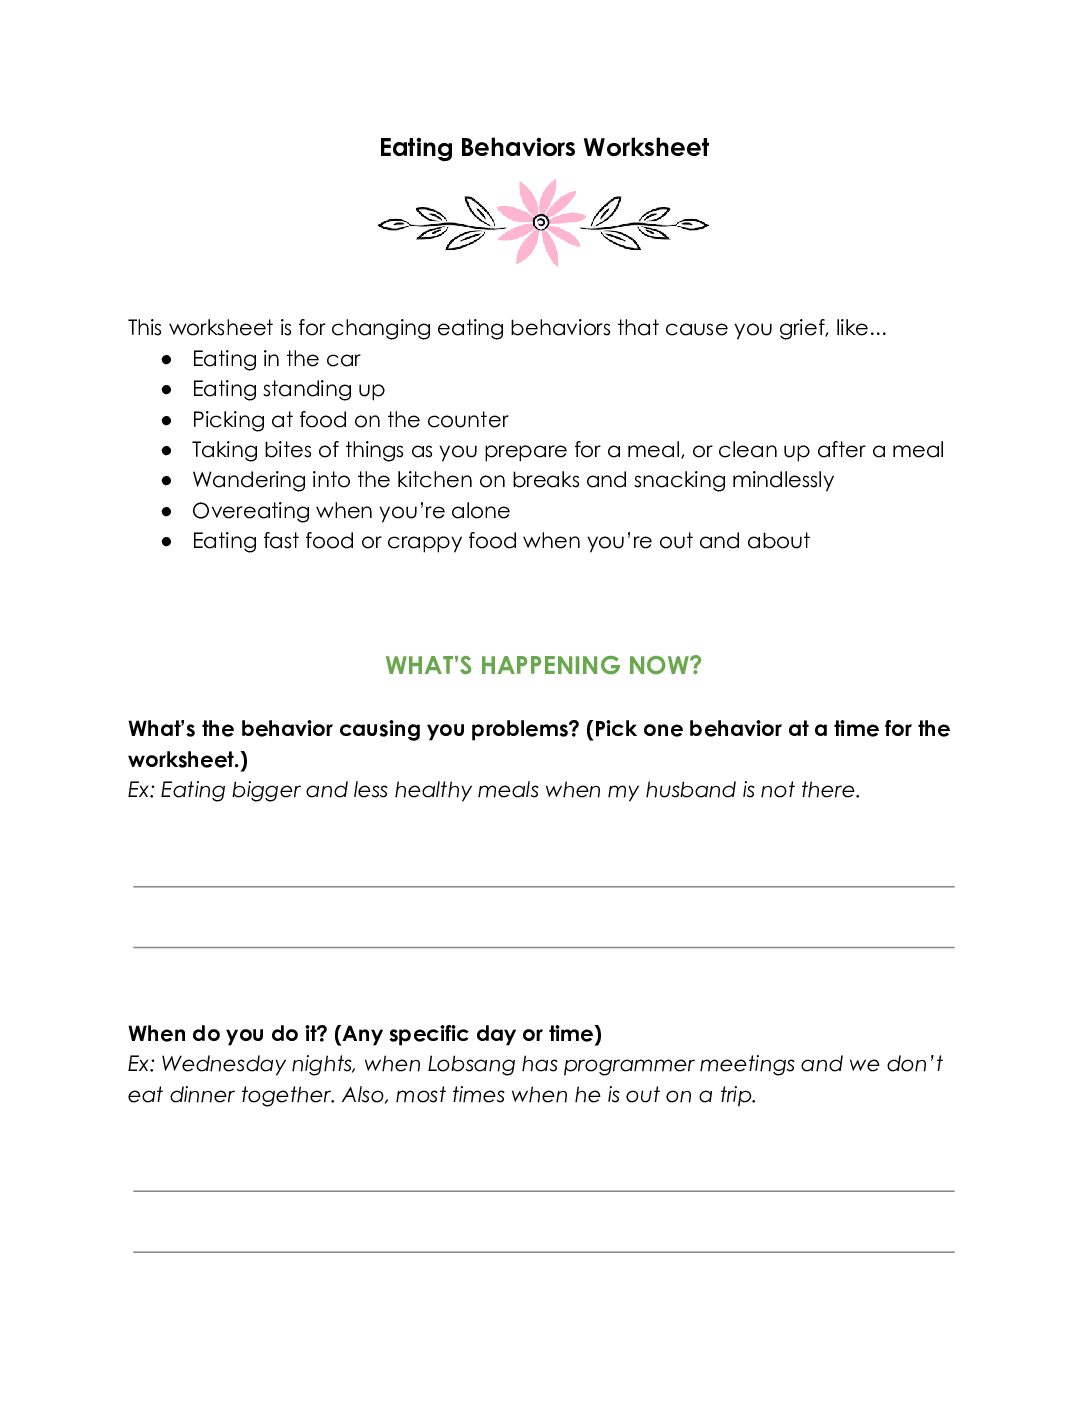 Eating Behaviors Worksheet
This worksheet is for changing eating behaviors that cause you grief, like...
● Eating in the car
● Eating standing up
● Picking at food on the counter
● Taking bites of things as you prepare for a meal, or clean up after a meal
● Wandering into the kitchen on breaks and snacking mindlessly
● Overeating when you’re alone
● Eating fast food or crappy food when you’re out and about
WHAT’S HAPPENING NOW?
What’s the behavior causing you problems? (Pick one behavior at a time for the
worksheet.)
Ex: Eating bigger and less healthy meals when my husband is not there.
When do you do it? (Any specific day or time)
Ex: Wednesday nights, when Lobsang has programmer meetings and we don’t
eat dinner together. Also, most times when he is out on a trip.